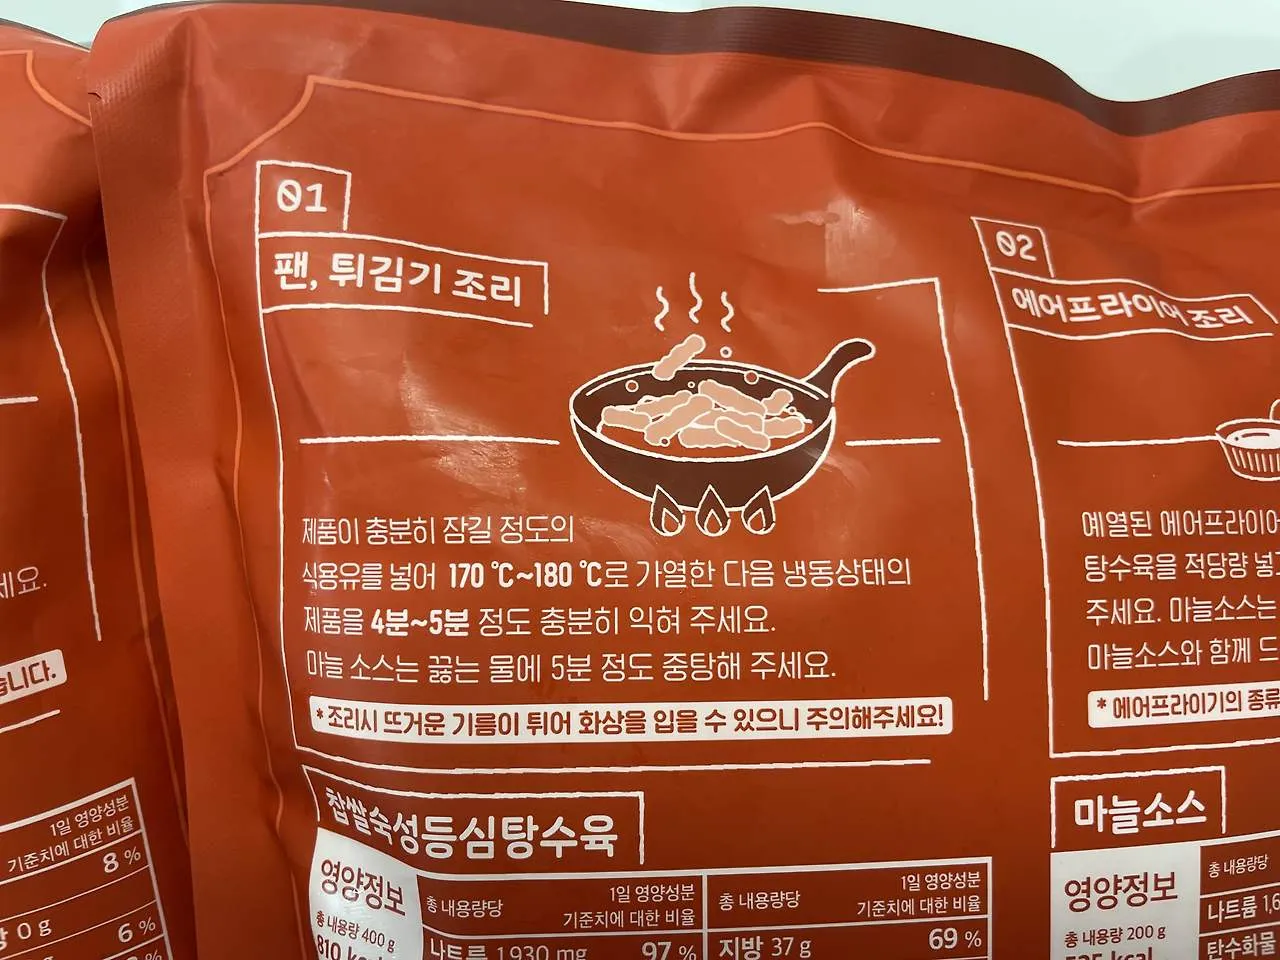 01
팬, 튀김기 조리
제품이 충분히 잠길 정도의
식용유를 넣어 170 ℃~180 ℃로 가열한 다음 냉동상태의
제품을 4분~5분 정도 충분히 익혀 주세요.
마늘 소스는 끓는 물에 5분 정도 중탕해 주세요.
* 조리시 뜨거운 기름이 튀어 화상을 입을 수 있으니 주의해주세요!
02
에어프라이어 조리
예열된 에어프라이어
탕수육을 적당량 넣고
주세요. 마늘소스는
마늘소스와 함께 드
* 에어프라이기의 종류
찹쌀숙성등심탕수육
영양정보
총 내용량 400 g
810 kcal
총 내용량당
1일 영양성분
기준치에 대한 비율
나트륨 1,930 mg 97 %
총 내용량당
1일 영양성분
기준치에 대한 비율
지방 37 g 69 %
마늘소스
영양정보
총 내용량 200 g
총 내용량당
나트륨 1,6
탄수화물
세요.
습니다.
1일 영양성분
기준치에 대한 비율
8 %
0 g
6 %